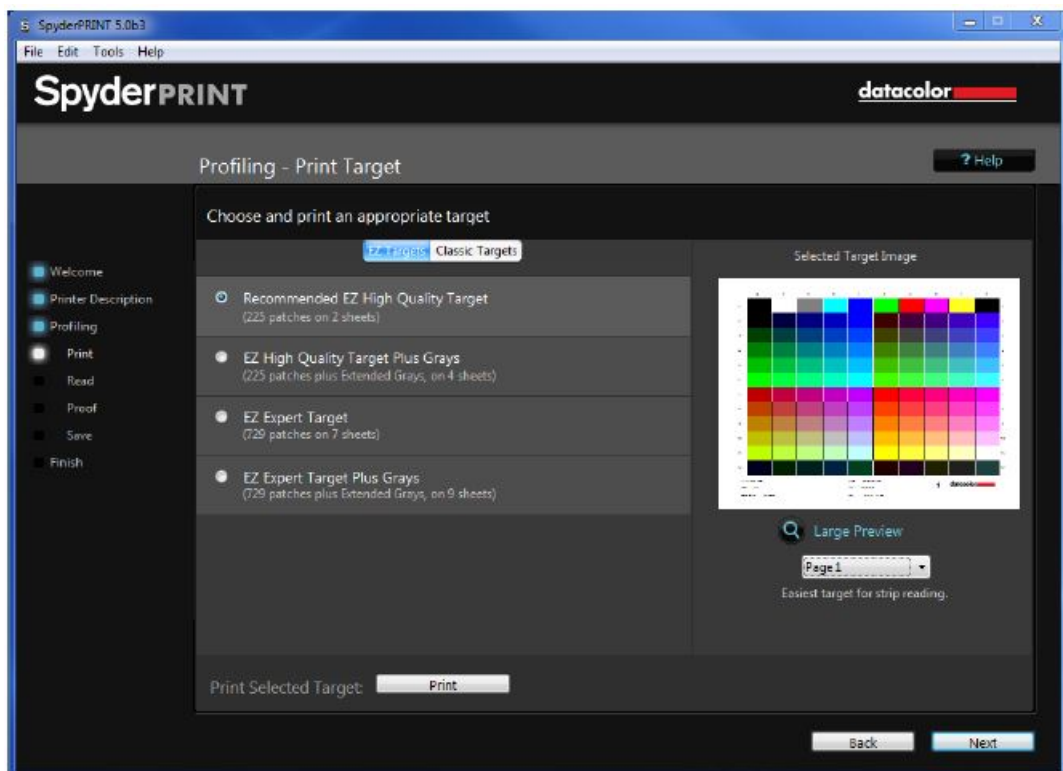 SpyderPRINT 5.0b3
File Edit Tools Help
SpyderPRINT
datacolor
Profiling - Print Target
? Help
Choose and print an appropriate target
EZ Targets Classic Targets
Selected Target Image
Welcome
Printer Description
Profiling
Print
Read
Proof
Save
Finish
Recommended EZ High Quality Target
(225 patches on 2 sheets)
EZ High Quality Target Plus Grays
(225 patches plus Extended Grays, on 4 sheets)
EZ Expert Target
(729 patches on 7 sheets)
EZ Expert Target Plus Grays
(729 patches plus Extended Grays, on 9 sheets)
datacolor
Large Preview
Page 1
Easiest target for strip reading.
Print Selected Target: Print
Back Next